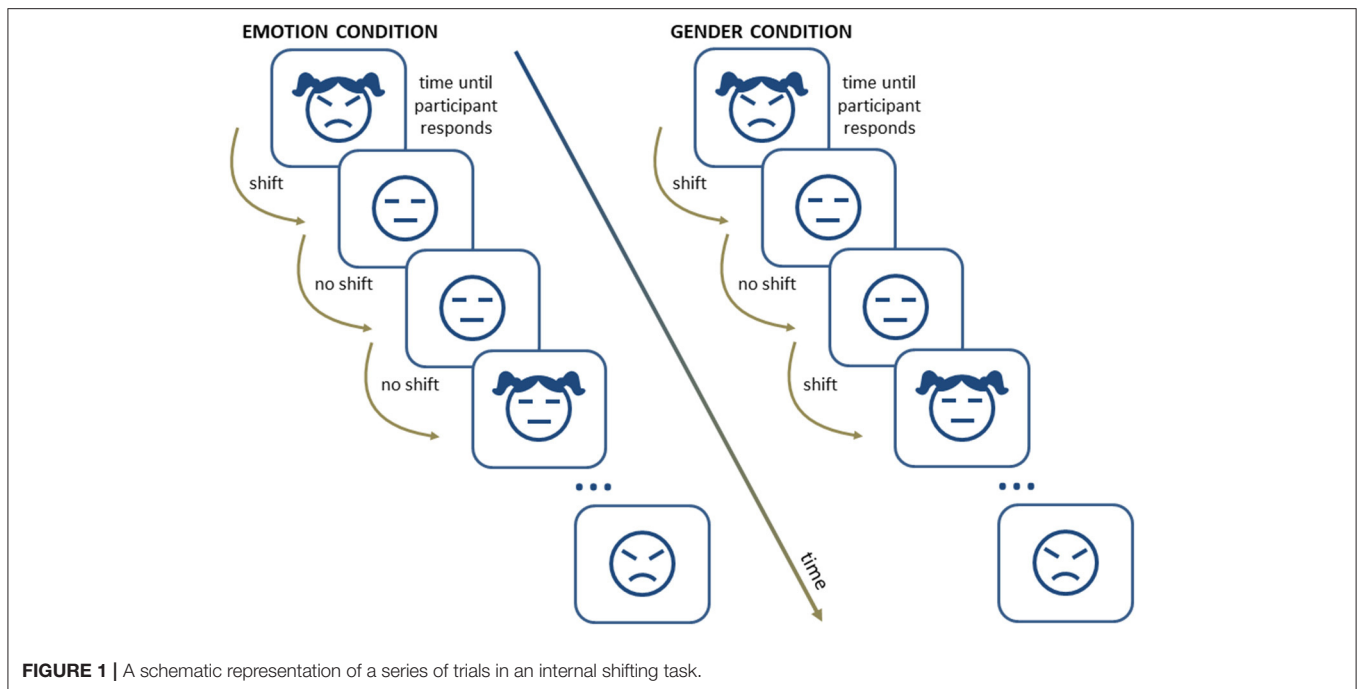 EMOTION CONDITION
time until
participant
responds
shift
no shift
no shift
GENDER CONDITION
time until
participant
responds
shift
no shift
shift
...
...
time
FIGURE 1 | A schematic representation of a series of trials in an internal shifting task.